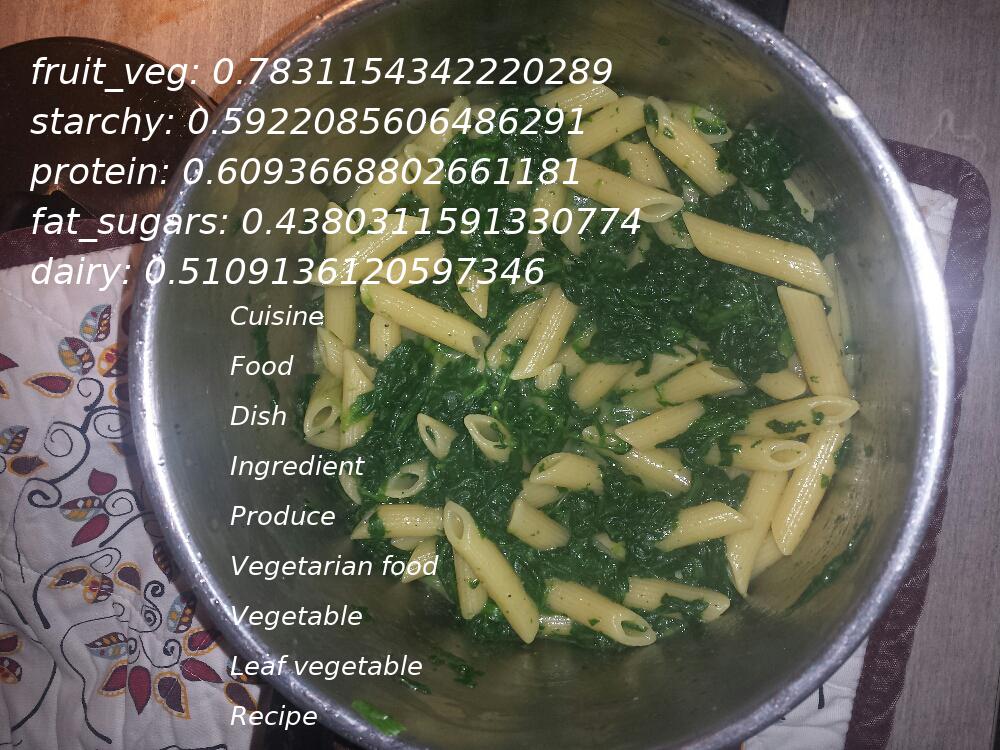 fruit_veg: 0.7831154342220289
starchy: 0.5922085606486291
protein: 0.6093668802661181
fat_sugars: 0.4380311591330774
dairy: 0.5109136120597346
Cuisine
Food
Dish
Ingredient
Produce
Vegetarian food
Vegetable
Leaf vegetable
Recipe